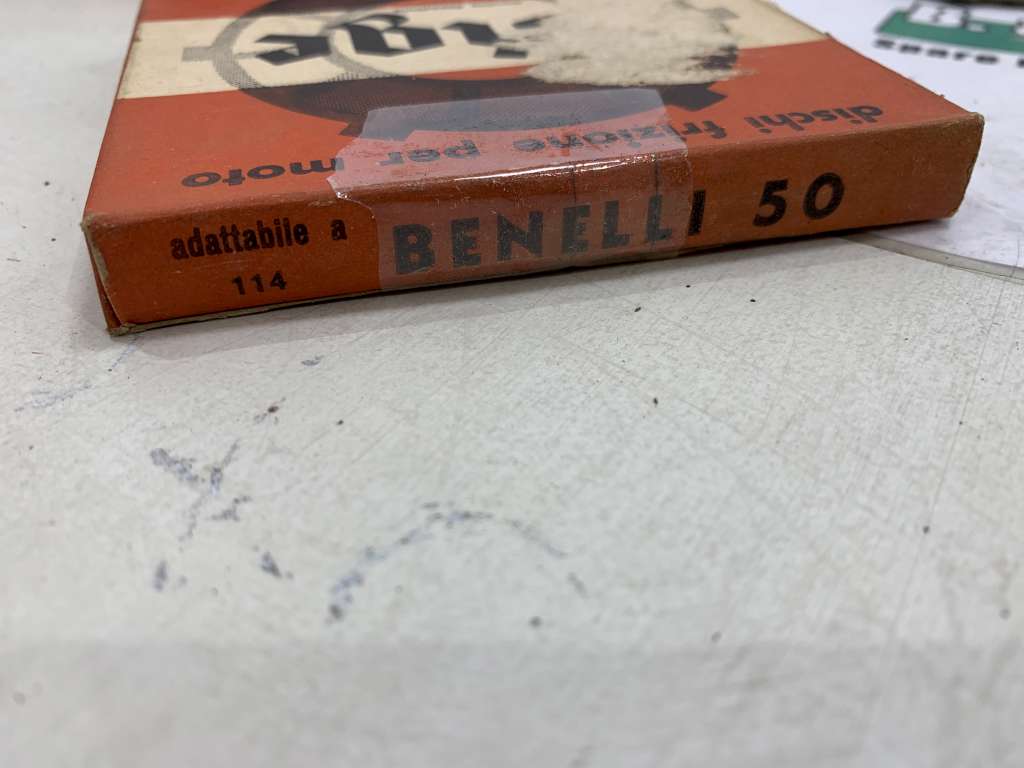 dischi frizione per moto
adattabile a
BENELLI 50
114